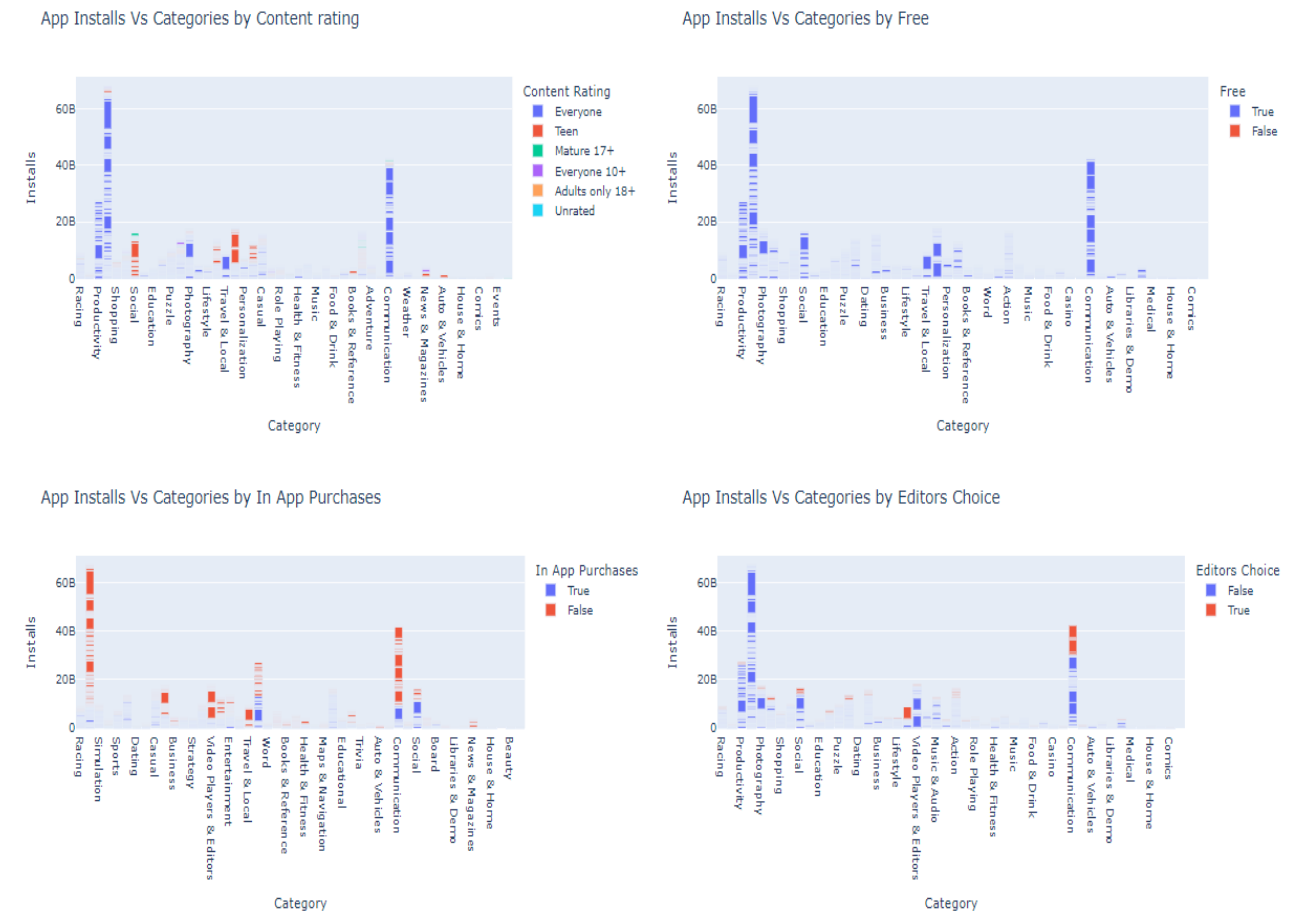 App Installs Vs Categories by Content rating
60B
40B
20B
0
Installs
Racing
Productivity
Shopping
Social
Education
Puzzle
Photography
Lifestyle
Travel & Local
Personalization
Casual
Role Playing
Health & Fitness
Music
Food & Drink
Books & Reference
Adventure
Communication
Weather
News & Magazines
Auto & Vehicles
House & Home
Comics
Events
Category
Content Rating
Everyone
Teen
Mature 17+
Everyone 10+
Adults only 18+
Unrated
App Installs Vs Categories by Free
60B
40B
20B
0
Installs
Racing
Productivity
Photography
Shopping
Social
Education
Puzzle
Dating
Business
Lifestyle
Travel & Local
Personalization
Books & Reference
Word
Action
Music
Food & Drink
Casino
Communication
Auto & Vehicles
Libraries & Demo
Medical
House & Home
Comics
Category
Free
True
False
App Installs Vs Categories by In App Purchases
60B
40B
20B
0
Installs
Racing
Simulation
Sports
Dating
Casual
Business
Strategy
Video Players & Editors
Entertainment
Travel & Local
Word
Books & Reference
Health & Fitness
Maps & Navigation
Educational
Trivia
Auto & Vehicles
Communication
Social
Board
Libraries & Demo
News & Magazines
House & Home
Beauty
Category
In App Purchases
True
False
App Installs Vs Categories by Editors Choice
60B
40B
20B
0
Installs
Racing
Productivity
Photography
Shopping
Social
Education
Puzzle
Dating
Business
Lifestyle
Video Players & Editors
Music & Audio
Action
Role Playing
Health & Fitness
Music
Food & Drink
Casino
Communication
Auto & Vehicles
Libraries & Demo
Medical
House & Home
Comics
Category
Editors Choice
False
True